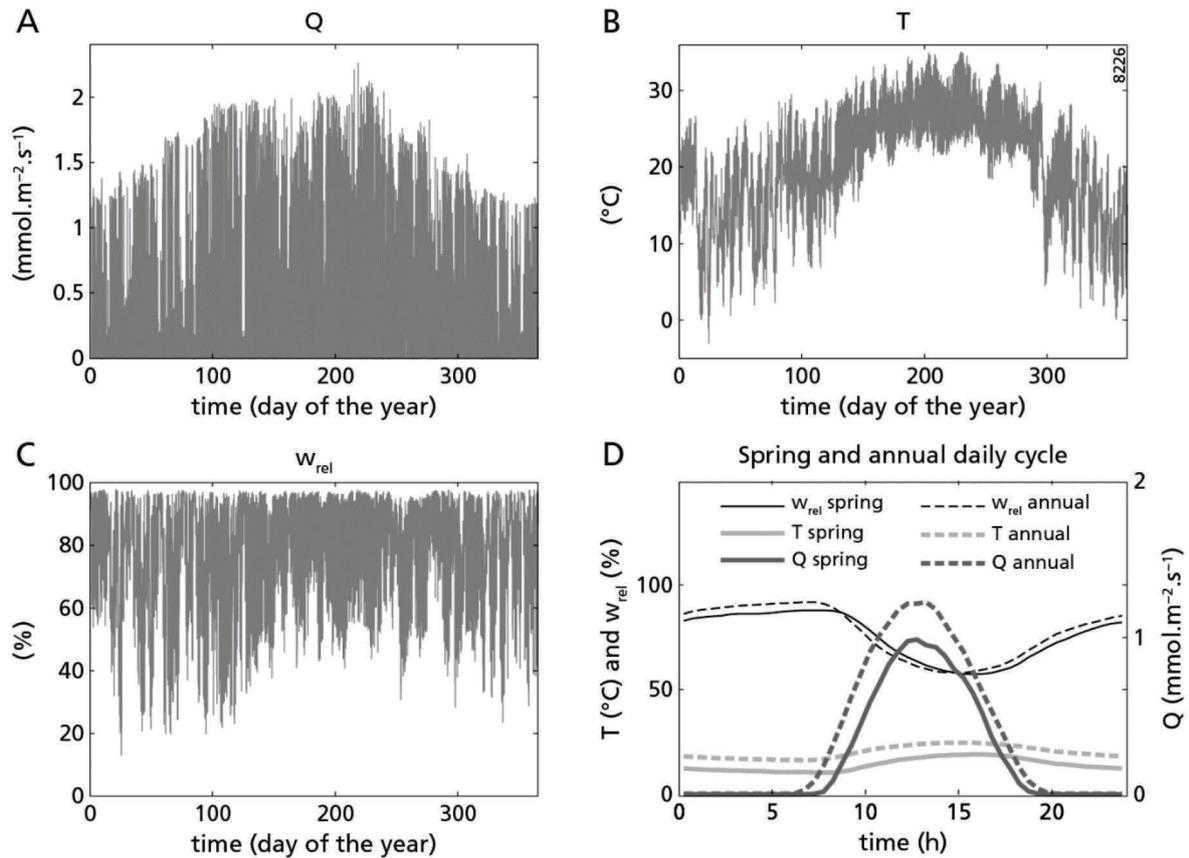 A
Q
(mmol.m⁻².s⁻¹)
2
1.5
1
0.5
0
0 100 200 300
time (day of the year)
B
T
8226
(°C)
30
20
10
0
0 100 200 300
time (day of the year)
C
w_rel
(%)
100
80
60
40
20
0
0 100 200 300
time (day of the year)
D
Spring and annual daily cycle
w_rel spring
T spring
Q spring
w_rel annual
T annual
Q annual
T (°C) and w_rel (%)
100
50
0
2
1
0
Q (mmol.m⁻².s⁻¹)
0 5 10 15 20
time (h)